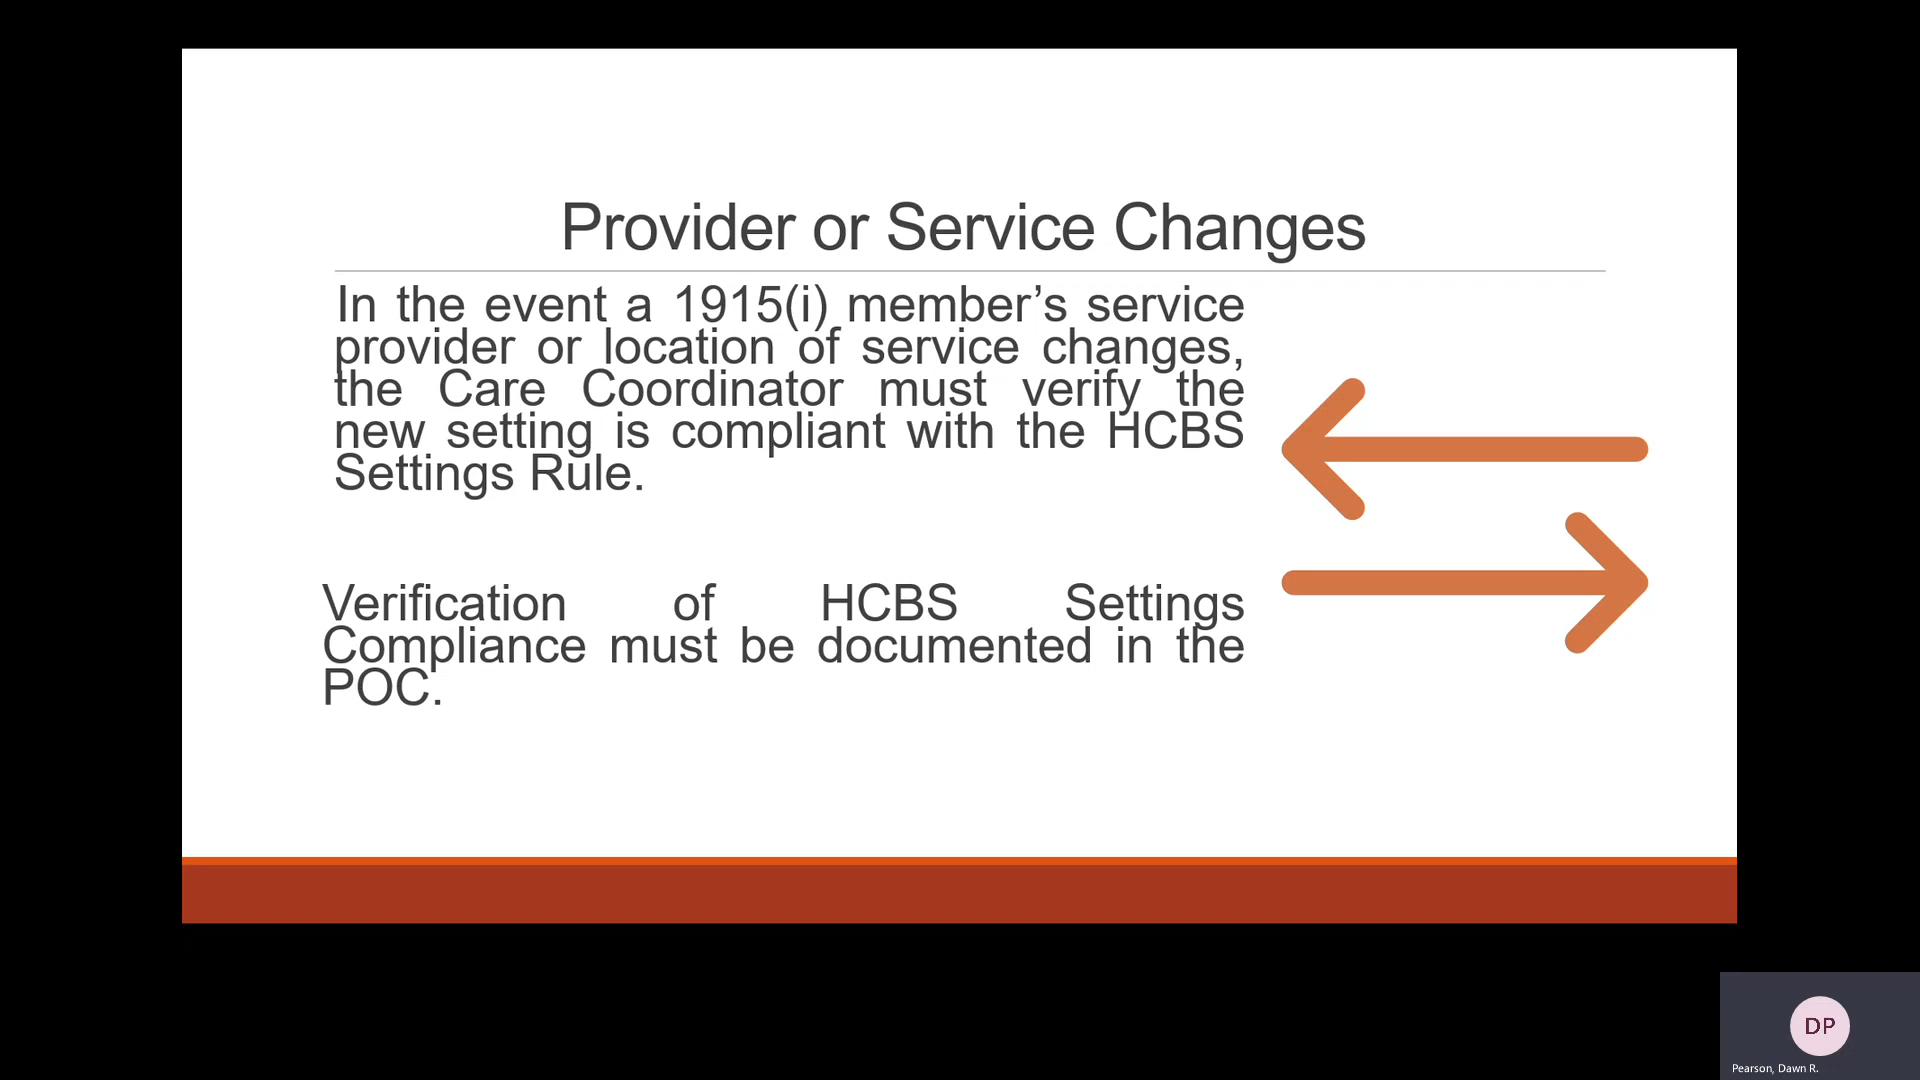 Provider or Service Changes
In the event a 1915(i) member’s service
provider or location of service changes,
the Care Coordinator must verify the
new setting is compliant with the HCBS
Settings Rule.
Verification of HCBS Settings
Compliance must be documented in the
POC.
DP
Pearson, Dawn R.